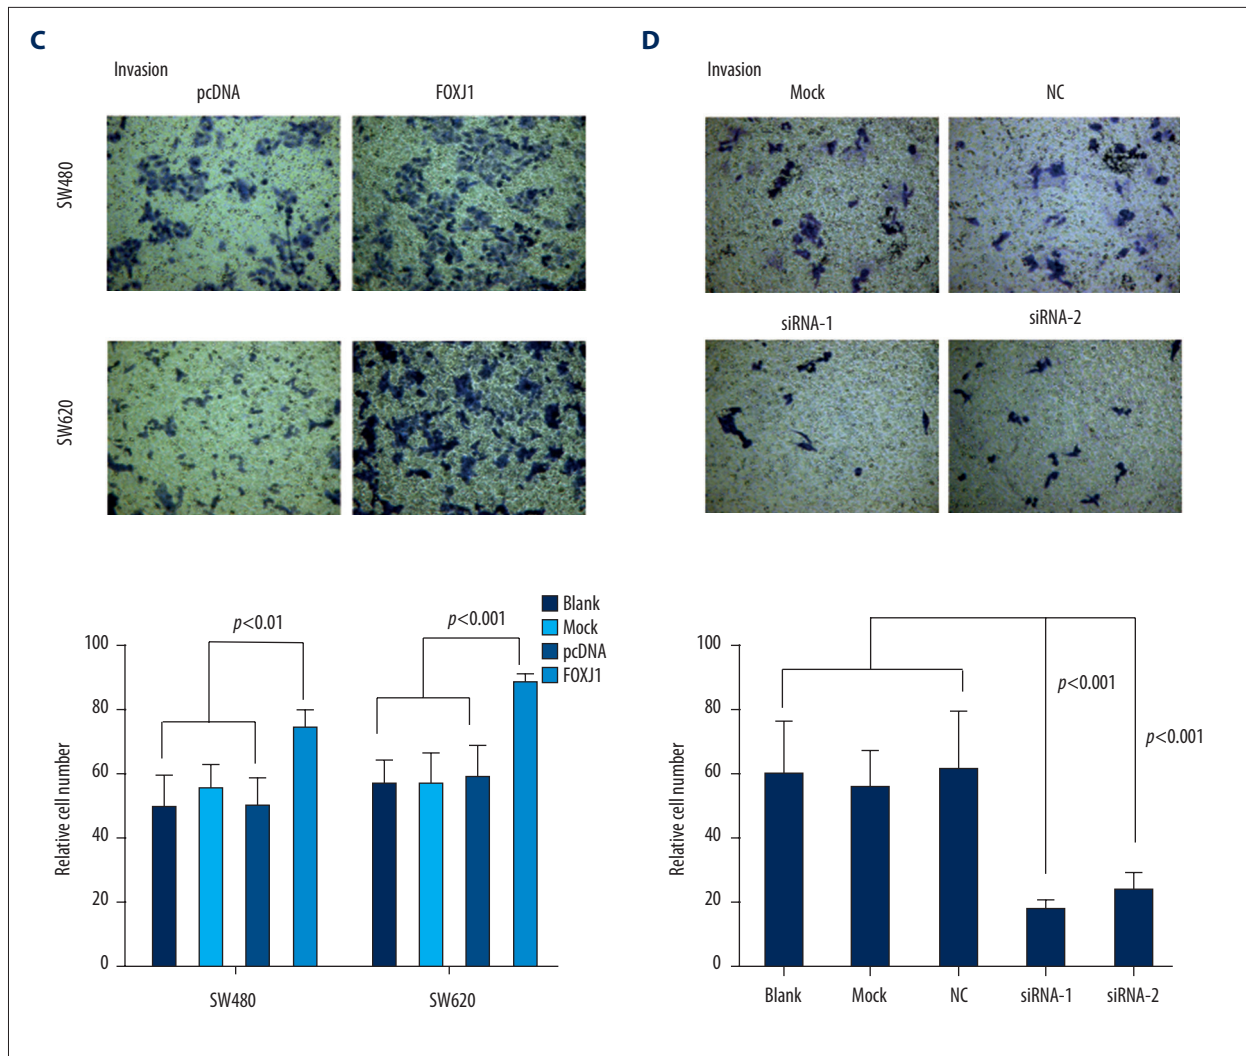 C
Invasion
pcDNA
FOXJ1
SW480
SW620
Blank
Mock
pcDNA
FOXJ1
p<0.01
p<0.001
Relative cell number
100
80
60
40
20
0
SW480
SW620
D
Invasion
Mock
NC
siRNA-1
siRNA-2
p<0.001
p<0.001
Relative cell number
100
80
60
40
20
0
Blank
Mock
NC
siRNA-1
siRNA-2